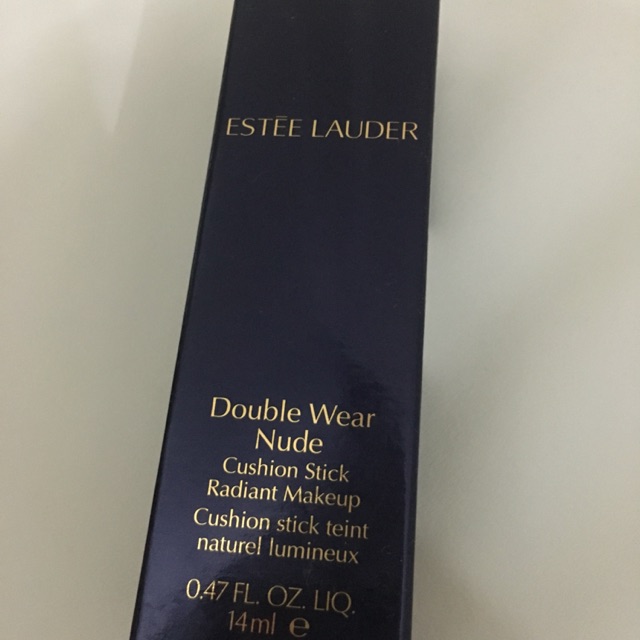 ESTĒE LAUDER
Double Wear
Nude
Cushion Stick
Radiant Makeup
Cushion stick teint
naturel lumineux
0.47 FL. OZ. LIQ.
14ml ℮